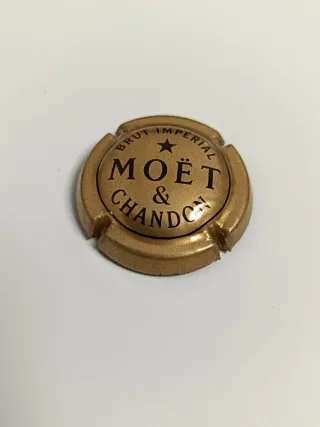 BRUT IMPERIAL
★
MOËT
&
CHANDON